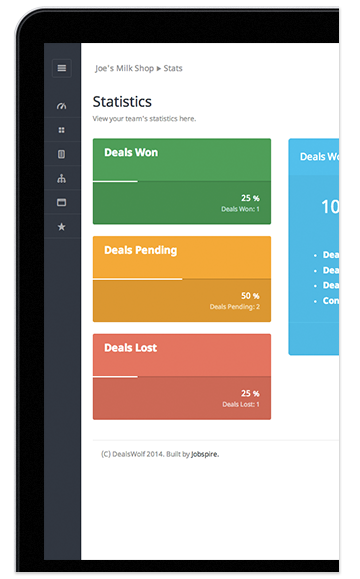 Joe's Milk Shop ▸ Stats
Statistics
View your team's statistics here.
Deals Won
25 %
Deals Won: 1
Deals Pending
50 %
Deals Pending: 2
Deals Lost
25 %
Deals Lost: 1
Deals Wo
10
• Dea
• Dea
• Dea
• Con
(C) DealsWolf 2014. Built by Jobspire.